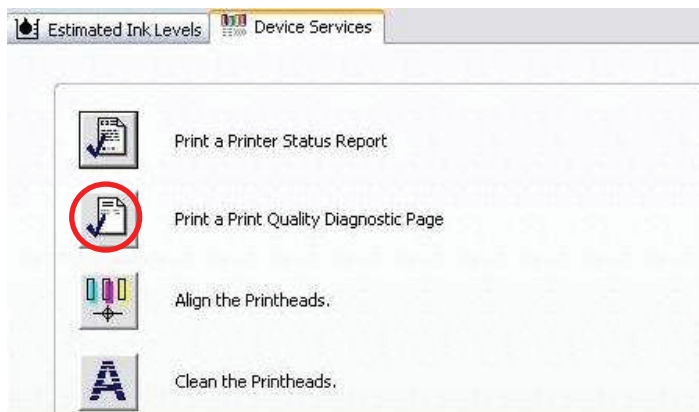 Estimated Ink Levels Device Services
Print a Printer Status Report
Print a Print Quality Diagnostic Page
Align the Printheads.
A Clean the Printheads.